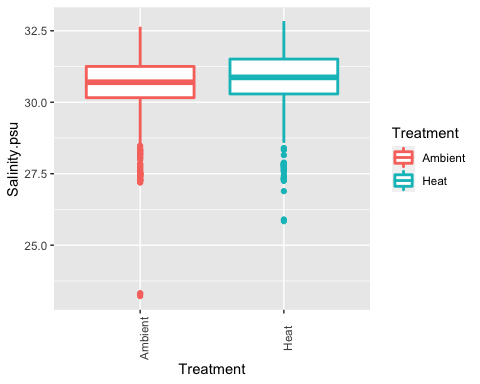 32.5
30.0
27.5
25.0
Salinity.psu
Ambient
Heat
Treatment
Treatment
Ambient
Heat